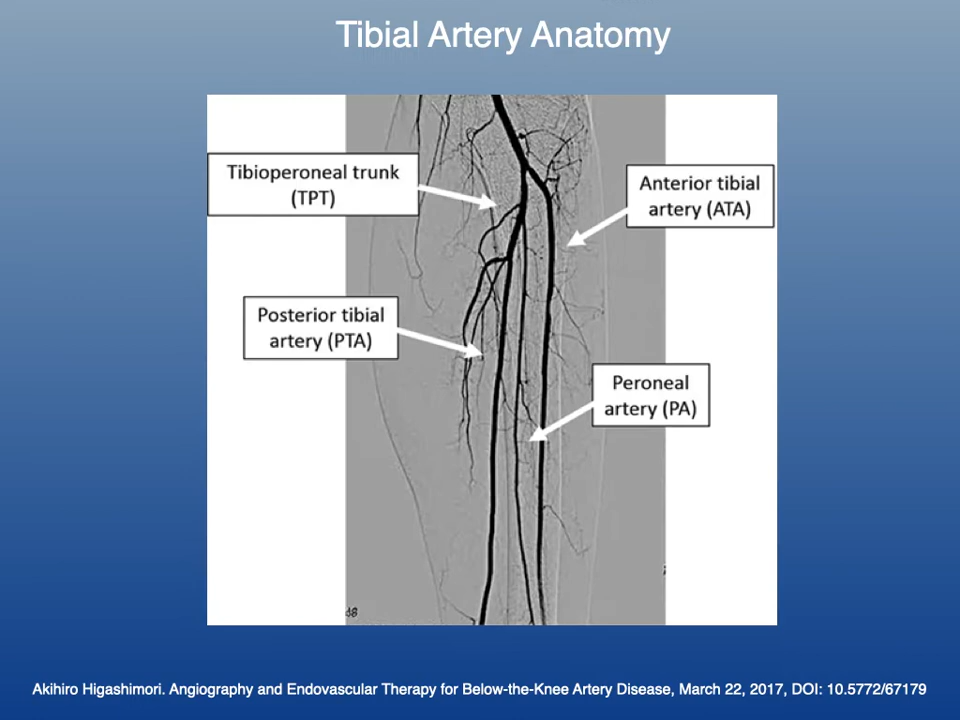 Tibial Artery Anatomy
Tibioperoneal trunk
(TPT)
Anterior tibial
artery (ATA)
Posterior tibial
artery (PTA)
Peroneal
artery (PA)
Akihiro Higashimori. Angiography and Endovascular Therapy for Below-the-Knee Artery Disease, March 22, 2017, DOI: 10.5772/67179